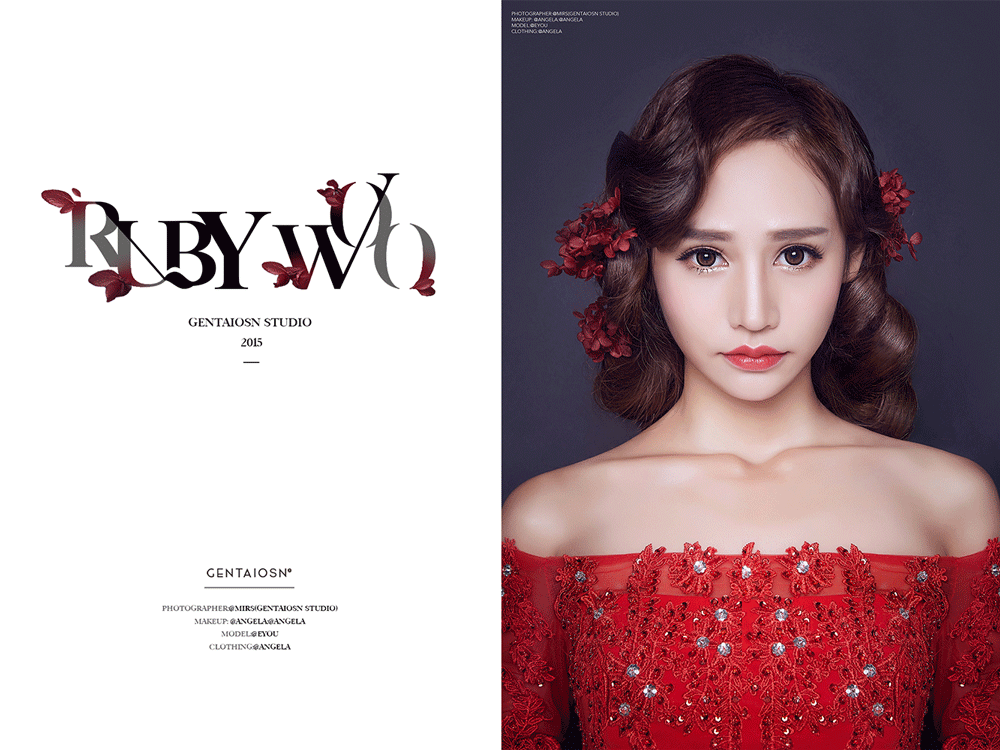 RUBY WOO
GENTAIOSN STUDIO
2015
GENTAIOSN®
PHOTOGRAPHER@MIRS(GENTAIOSN STUDIO)
MAKEUP: @ANGELA@ANGELA
MODEL@EYOU
CLOTHING@ANGELA
PHOTOGRAPHER @MIRS(GENTAIOSN STUDIO)
MAKEUP: @ANGELA @ANGELA
MODEL @EYOU
CLOTHING @ANGELA